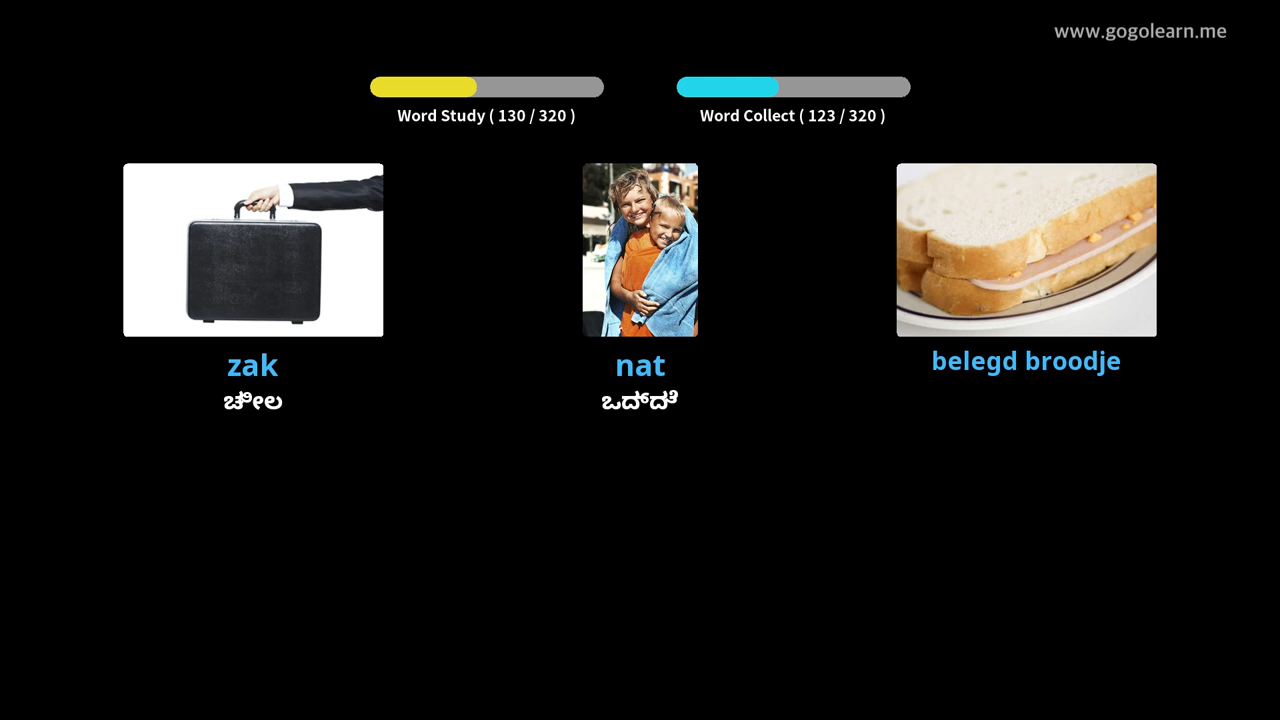 www.gogolearn.me
Word Study ( 130 / 320 )
Word Collect ( 123 / 320 )
zak
nat
belegd broodje
ಚೀಲ
ಒದ್ದೆ